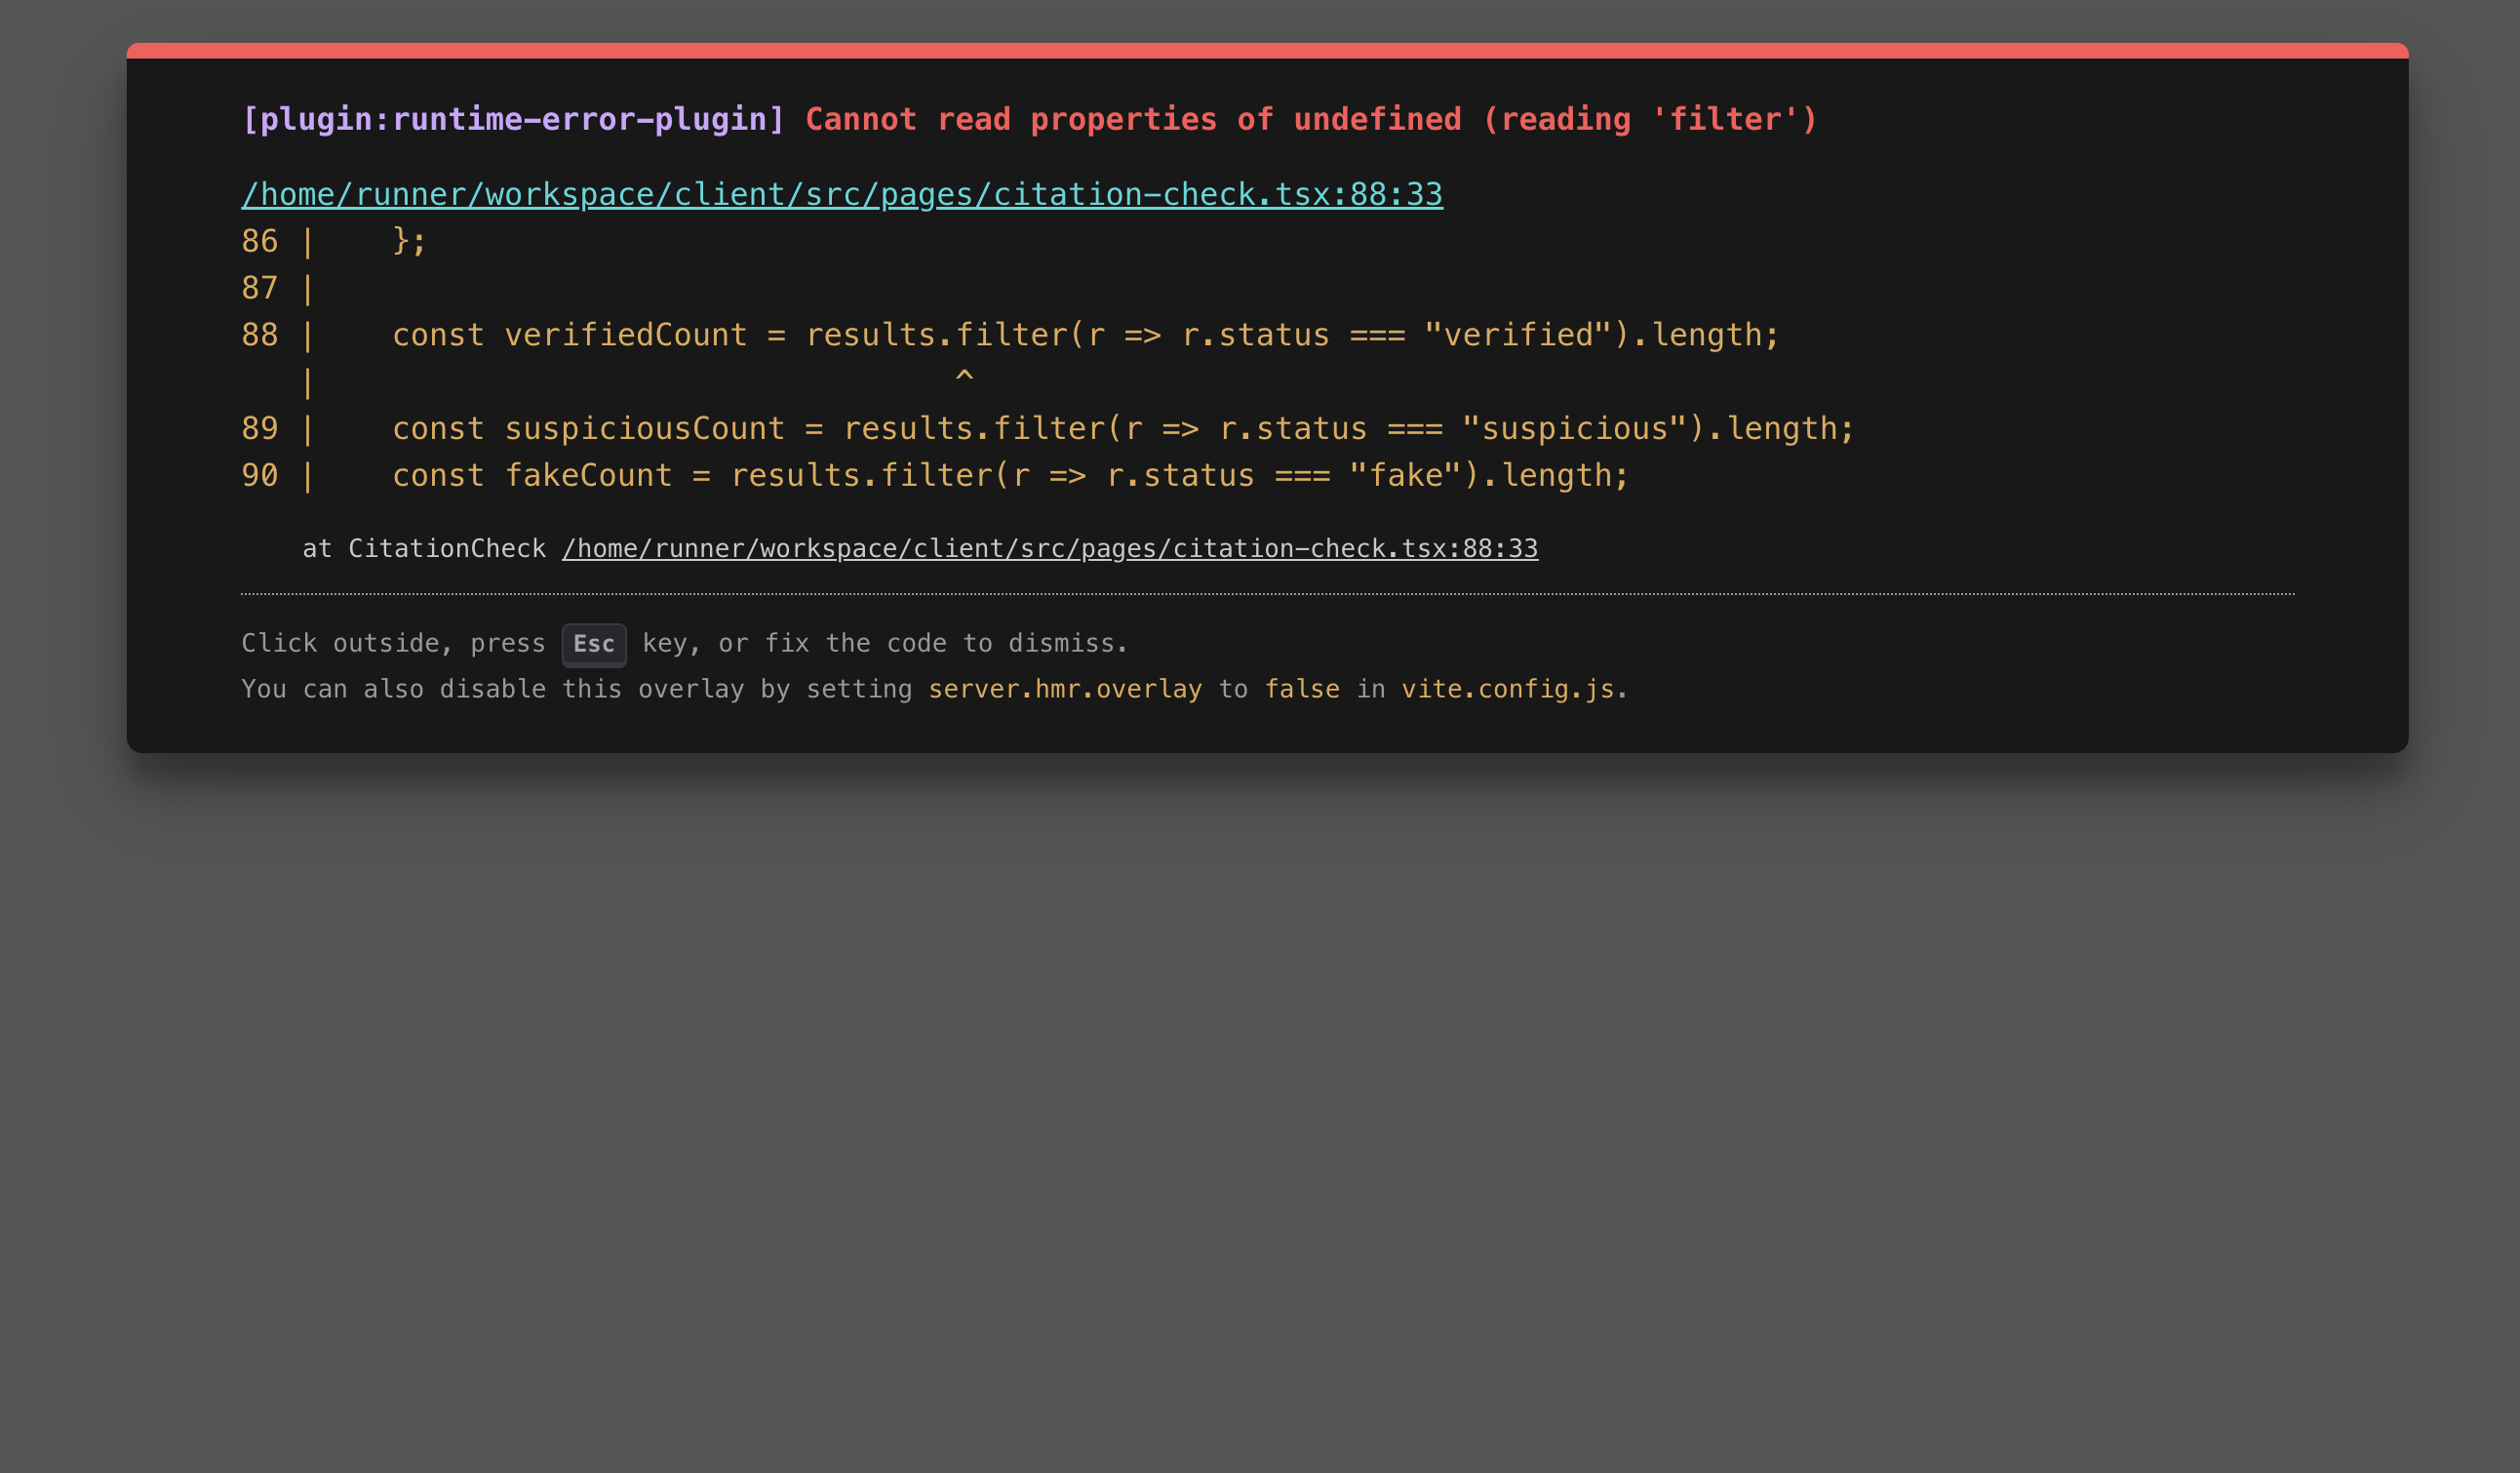 [plugin:runtime-error-plugin] Cannot read properties of undefined (reading 'filter')
/home/runner/workspace/client/src/pages/citation-check.tsx:88:33
86 |    };
87 |
88 |    const verifiedCount = results.filter(r => r.status === "verified").length;
   |                                  ^
89 |    const suspiciousCount = results.filter(r => r.status === "suspicious").length;
90 |    const fakeCount = results.filter(r => r.status === "fake").length;
    at CitationCheck /home/runner/workspace/client/src/pages/citation-check.tsx:88:33
Click outside, press Esc key, or fix the code to dismiss.
You can also disable this overlay by setting server.hmr.overlay to false in vite.config.js.